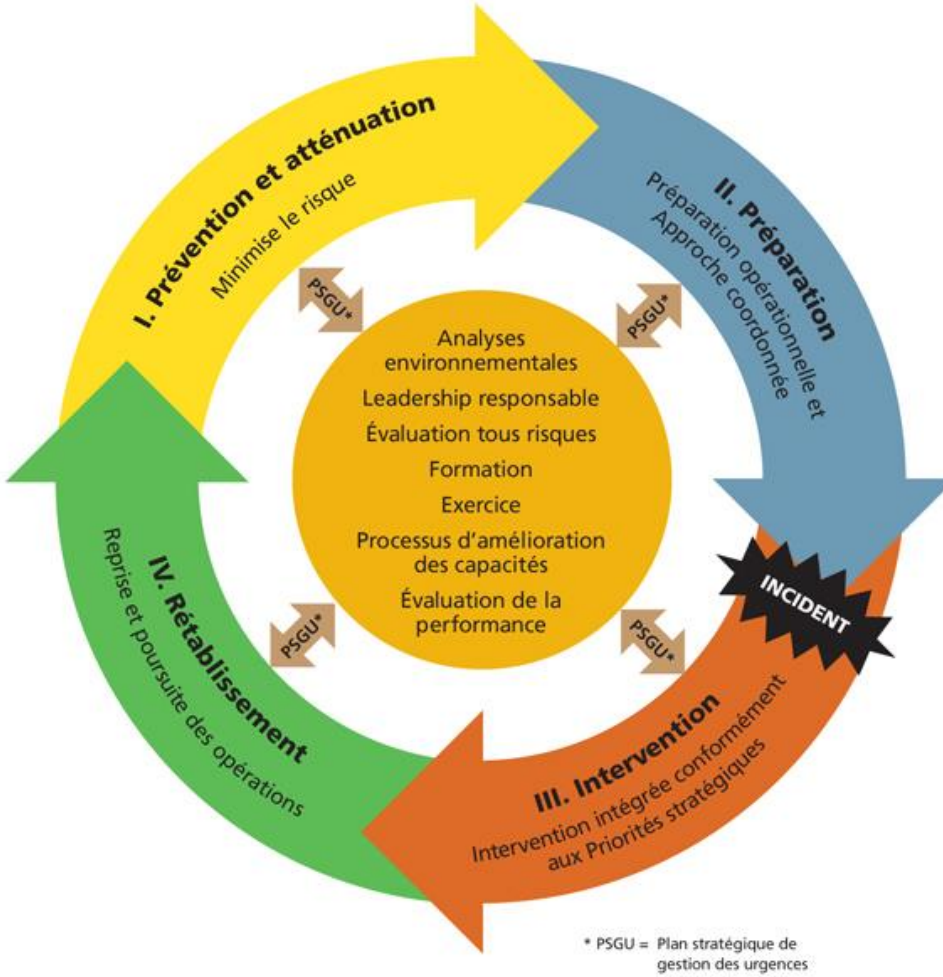 I. Prévention et atténuation
Minimise le risque
II. Préparation
Préparation opérationnelle et
Approche coordonnée
PSGU*
PSGU*
Analyses
environnementales
Leadership responsable
Évaluation tous risques
Formation
Exercice
Processus d'amélioration
des capacités
Évaluation de la
performance
PSGU*
PSGU*
INCIDENT
III. Intervention
Intervention intégrée conformément
aux Priorités stratégiques
IV. Rétablissement
Reprise et poursuite des opérations
* PSGU = Plan stratégique de
gestion des urgences